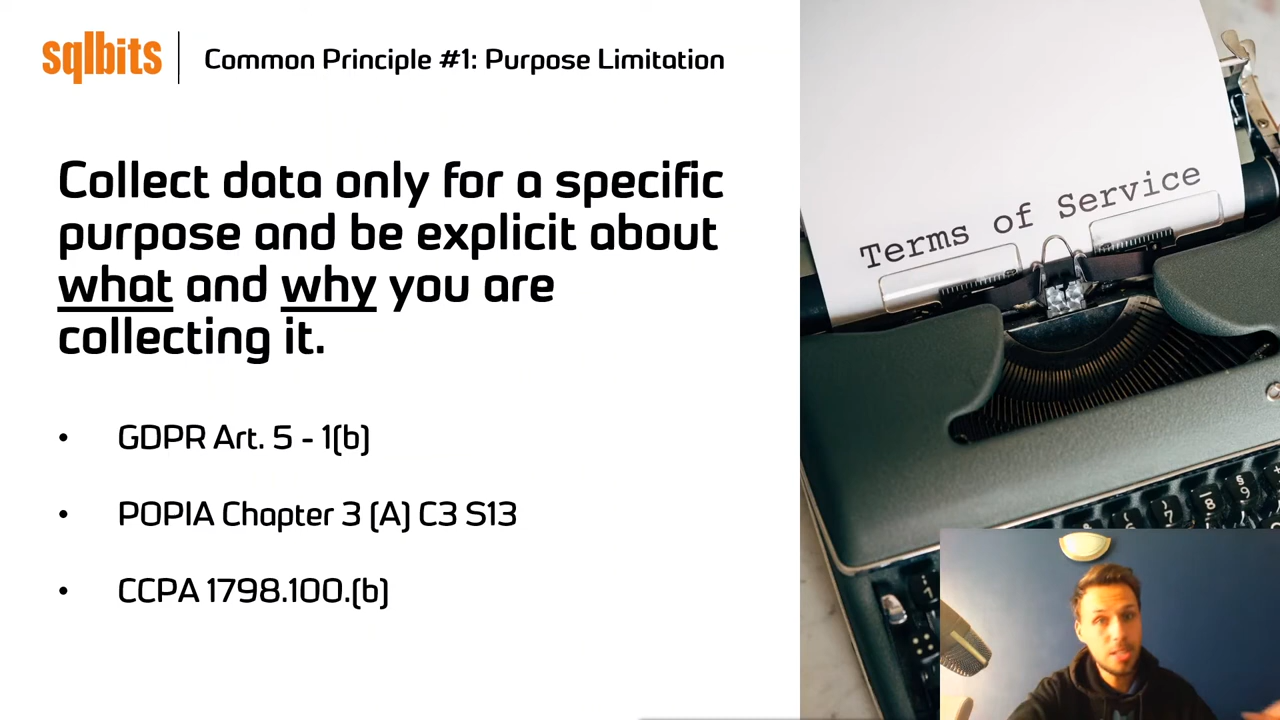 sqlbits
Common Principle #1: Purpose Limitation
Collect data only for a specific
purpose and be explicit about
what and why you are
collecting it.
• GDPR Art. 5 - 1(b)
• POPIA Chapter 3 (A) C3 S13
• CCPA 1798.100.(b)
Terms of Service